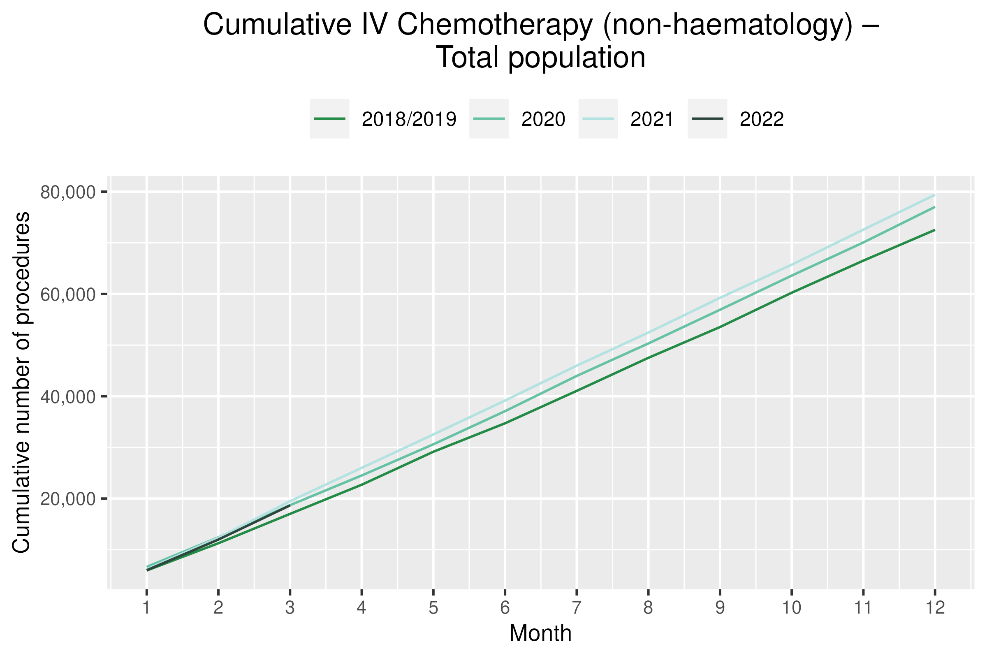 Cumulative IV Chemotherapy (non-haematology) –
Total population
2018/2019 2020 2021 2022
Cumulative number of procedures
80,000
60,000
40,000
20,000
1 2 3 4 5 6 7 8 9 10 11 12
Month